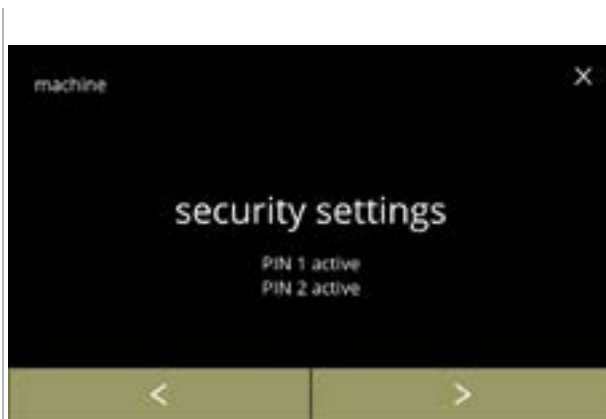 machine
×
security settings
PIN 1 active
PIN 2 active
< >